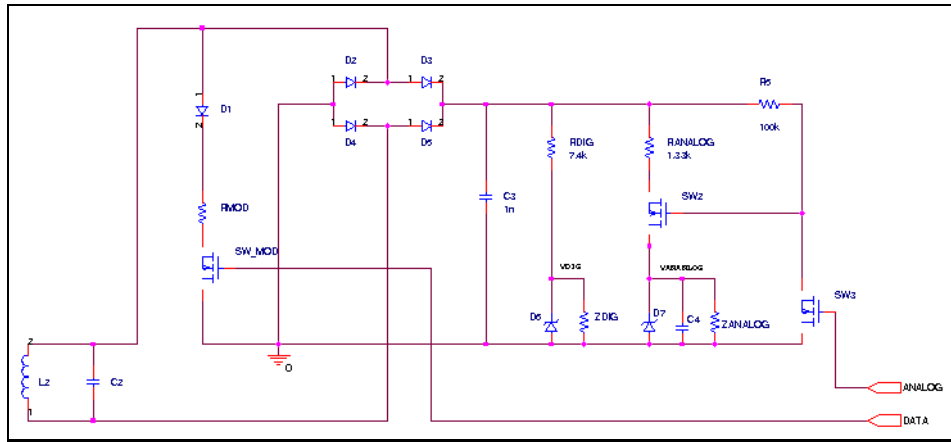 D2
D3
1
2
1
2
1
2
1
2
D4
D5
1
D1
2
RMOD
SW_MOD
R5
100k
RDIG
7.4k
RANALOG
1.33k
C3
1n
SW2
VDIG
D6
ZDIG
D7
C4
ZANALOG
SW3
0
2
L2
1
C2
ANALOG
DATA